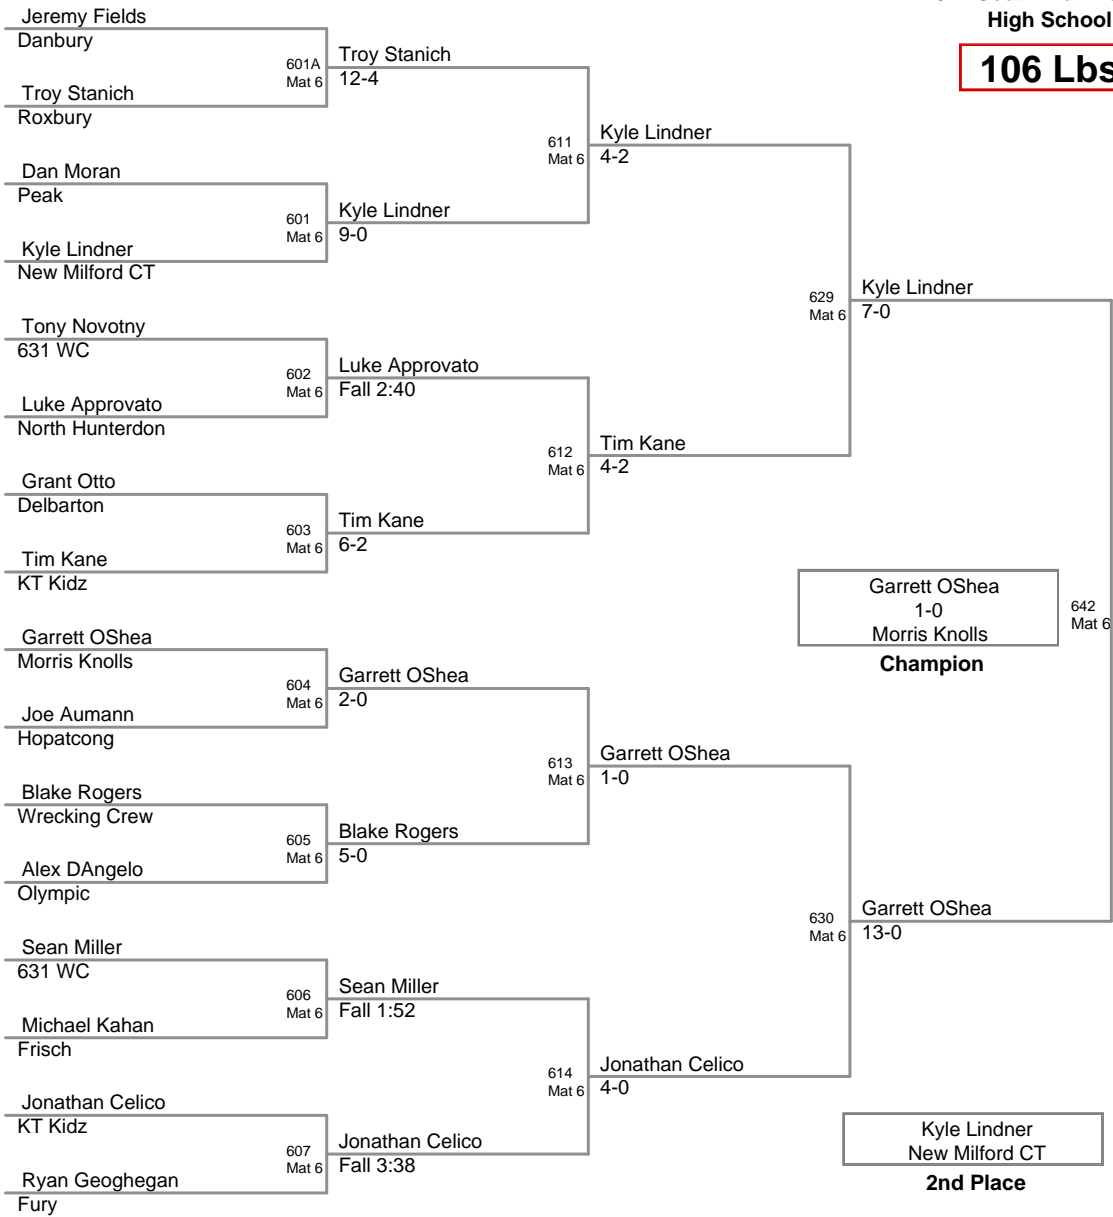 High School
106 Lbs
Jeremy Fields
Danbury
601A
Mat 6
Troy Stanich
12-4
Troy Stanich
Roxbury
611
Mat 6
Kyle Lindner
4-2
Dan Moran
Peak
601
Mat 6
Kyle Lindner
9-0
Kyle Lindner
New Milford CT
629
Mat 6
Kyle Lindner
7-0
Tony Novotny
631 WC
602
Mat 6
Luke Approvato
Fall 2:40
Luke Approvato
North Hunterdon
612
Mat 6
Tim Kane
4-2
Grant Otto
Delbarton
603
Mat 6
Tim Kane
6-2
Tim Kane
KT Kidz
Garrett OShea
1-0
Morris Knolls
Champion
642
Mat 6
Garrett OShea
Morris Knolls
604
Mat 6
Garrett OShea
2-0
Joe Aumann
Hopatcong
613
Mat 6
Garrett OShea
1-0
Blake Rogers
Wrecking Crew
605
Mat 6
Blake Rogers
5-0
Alex DAngelo
Olympic
630
Mat 6
Garrett OShea
13-0
Sean Miller
631 WC
606
Mat 6
Sean Miller
Fall 1:52
Michael Kahan
Frisch
614
Mat 6
Jonathan Celico
4-0
Jonathan Celico
KT Kidz
607
Mat 6
Jonathan Celico
Fall 3:38
Ryan Geoghegan
Fury
Kyle Lindner
New Milford CT
2nd Place